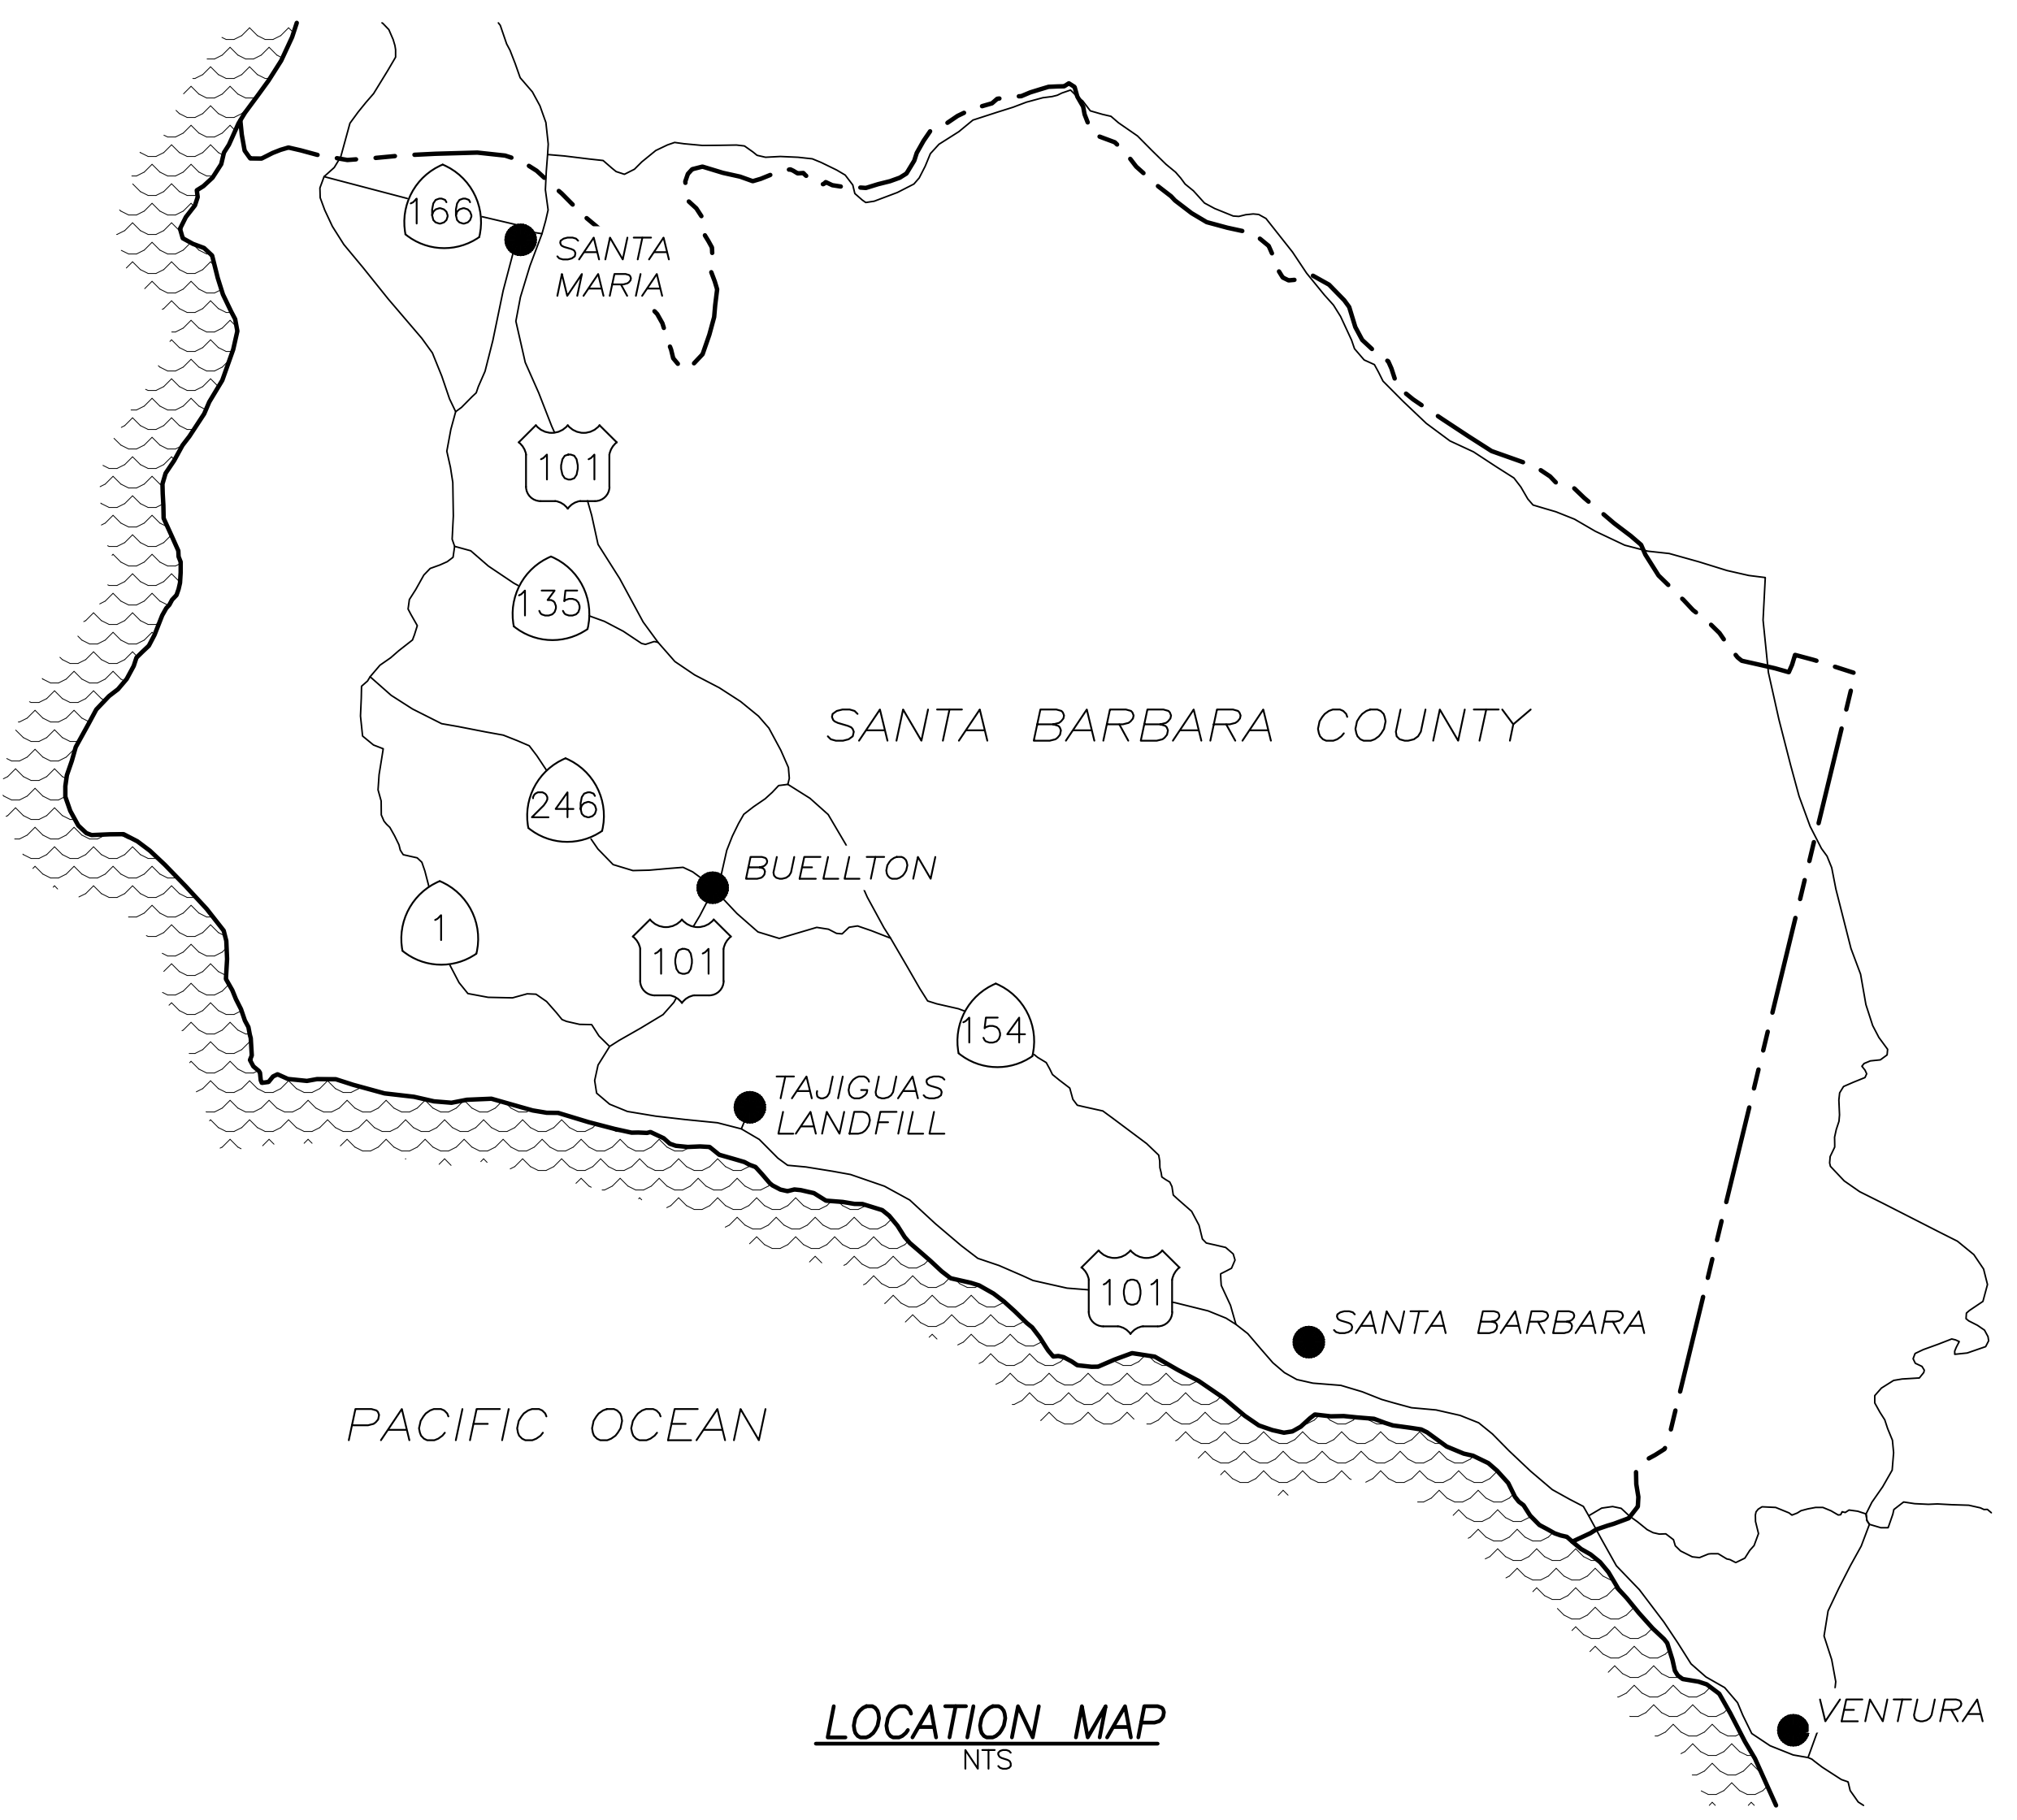 166
SANTA
MARIA
101
135
SANTA BARBARA COUNTY
246
BUELLTON
1
101
154
TAJIGUAS
LANDFILL
101
SANTA BARBARA
PACIFIC OCEAN
VENTURA
LOCATION MAP
NTS